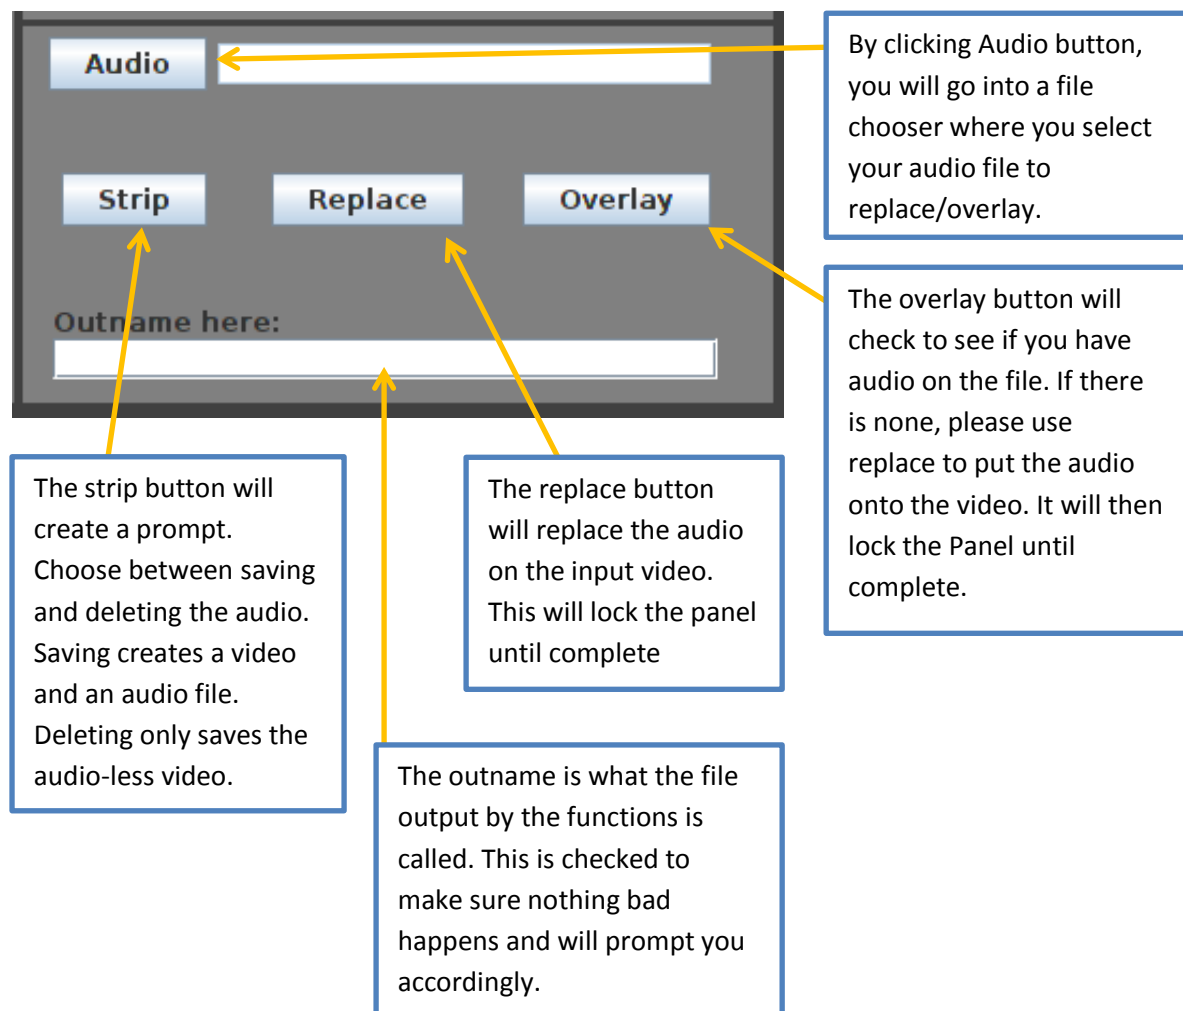 Audio
By clicking Audio button,
you will go into a file
chooser where you select
your audio file to
replace/overlay.
Strip
Replace
Overlay
Outname here:
The overlay button will
check to see if you have
audio on the file. If there
is none, please use
replace to put the audio
onto the video. It will then
lock the Panel until
complete.
The strip button will
create a prompt.
Choose between saving
and deleting the audio.
Saving creates a video
and an audio file.
Deleting only saves the
audio-less video.
The replace button
will replace the audio
on the input video.
This will lock the panel
until complete
The outname is what the file
output by the functions is
called. This is checked to
make sure nothing bad
happens and will prompt you
accordingly.